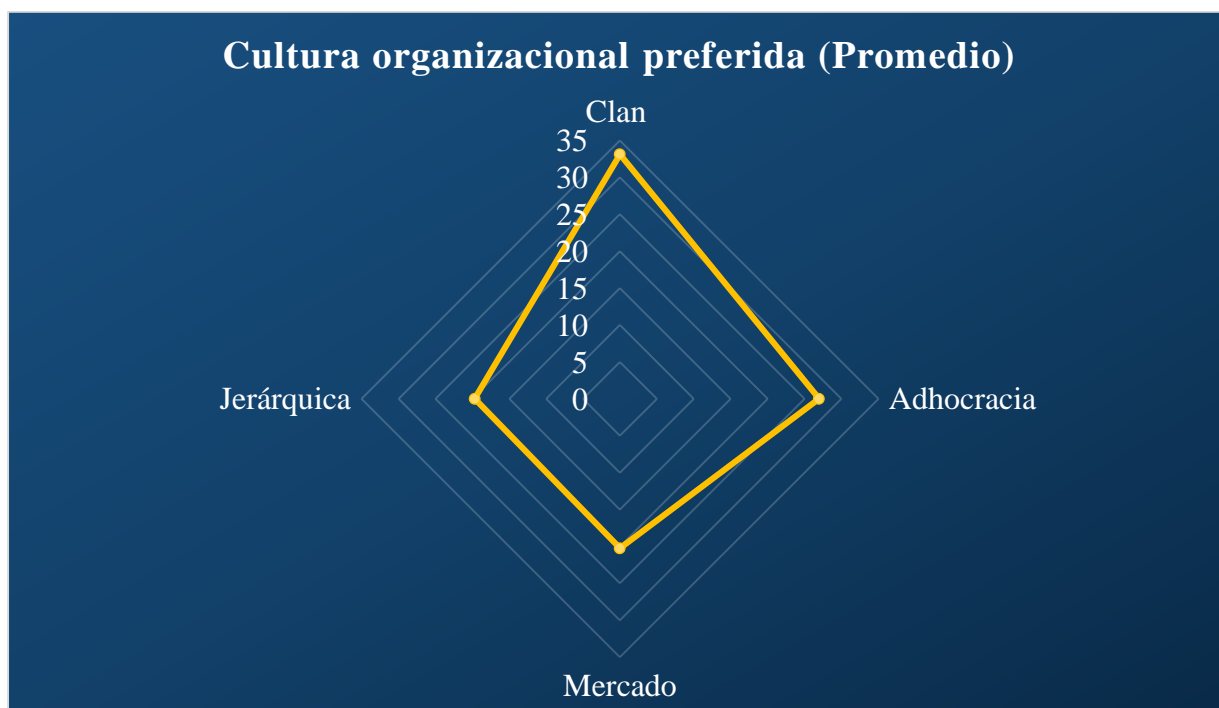 Cultura organizacional preferida (Promedio)
Clan
35
30
25
20
15
10
5
0
Jerárquica
Adhocracia
Mercado